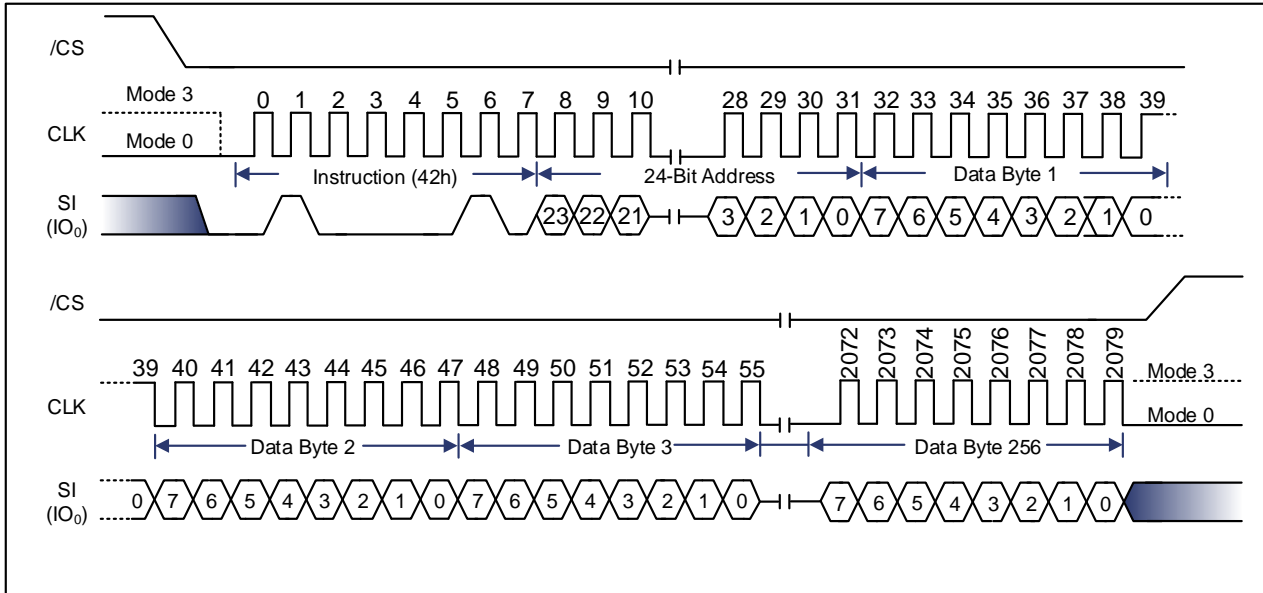 /CS
Mode 3
0 1 2 3 4 5 6 7 8 9 10 28 29 30 31 32 33 34 35 36 37 38 39
CLK
Mode 0
Instruction (42h) 24-Bit Address Data Byte 1
SI
(IO0)
23 22 21 3 2 1 0 7 6 5 4 3 2 1 0
/CS
39 40 41 42 43 44 45 46 47 48 49 50 51 52 53 54 55 2072 2073 2074 2075 2076 2077 2078 2079
Mode 3
CLK
Mode 0
Data Byte 2 Data Byte 3 Data Byte 256
SI
(IO0)
0 7 6 5 4 3 2 1 0 7 6 5 4 3 2 1 0 7 6 5 4 3 2 1 0